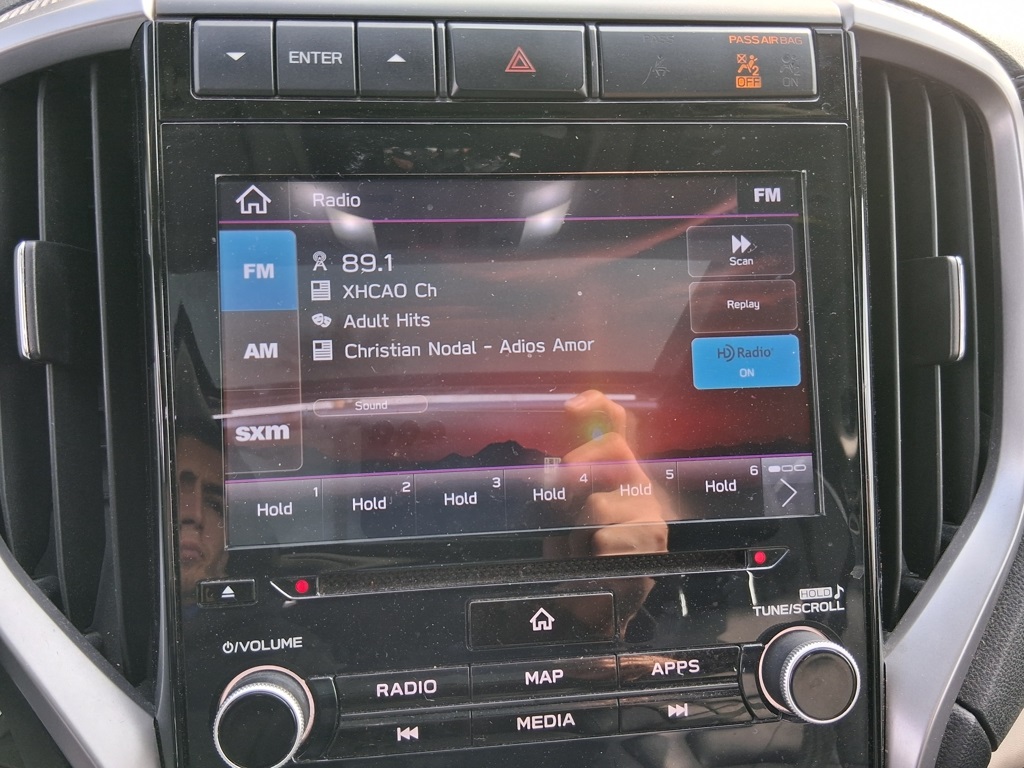 ENTER
PASS AIR BAG
OFF
ON
Radio
FM
FM
89.1
XHCAO Ch
Adult Hits
Christian Nodal - Adios Amor
Scan
Replay
HD Radio
ON
AM
sxm
Sound
1
2
3
4
5
6
Hold
Hold
Hold
Hold
Hold
Hold
HOLD
TUNE/SCROLL
/VOLUME
RADIO
MAP
APPS
MEDIA